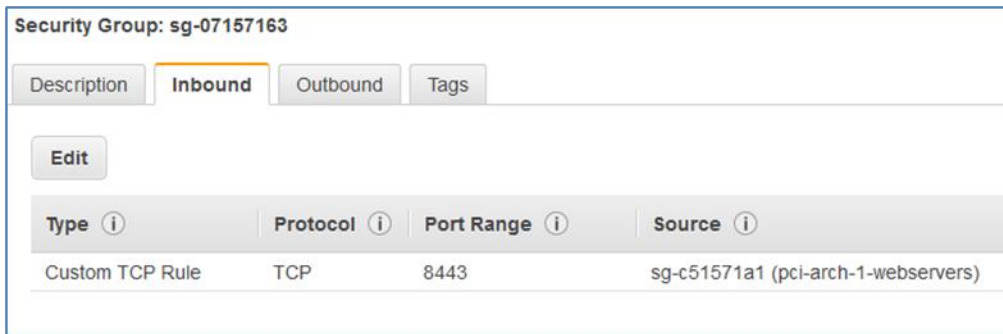 Security Group: sg-07157163
Description Inbound Outbound Tags
Edit
Type i Protocol i Port Range i Source i
Custom TCP Rule TCP 8443 sg-c51571a1 (pci-arch-1-webservers)